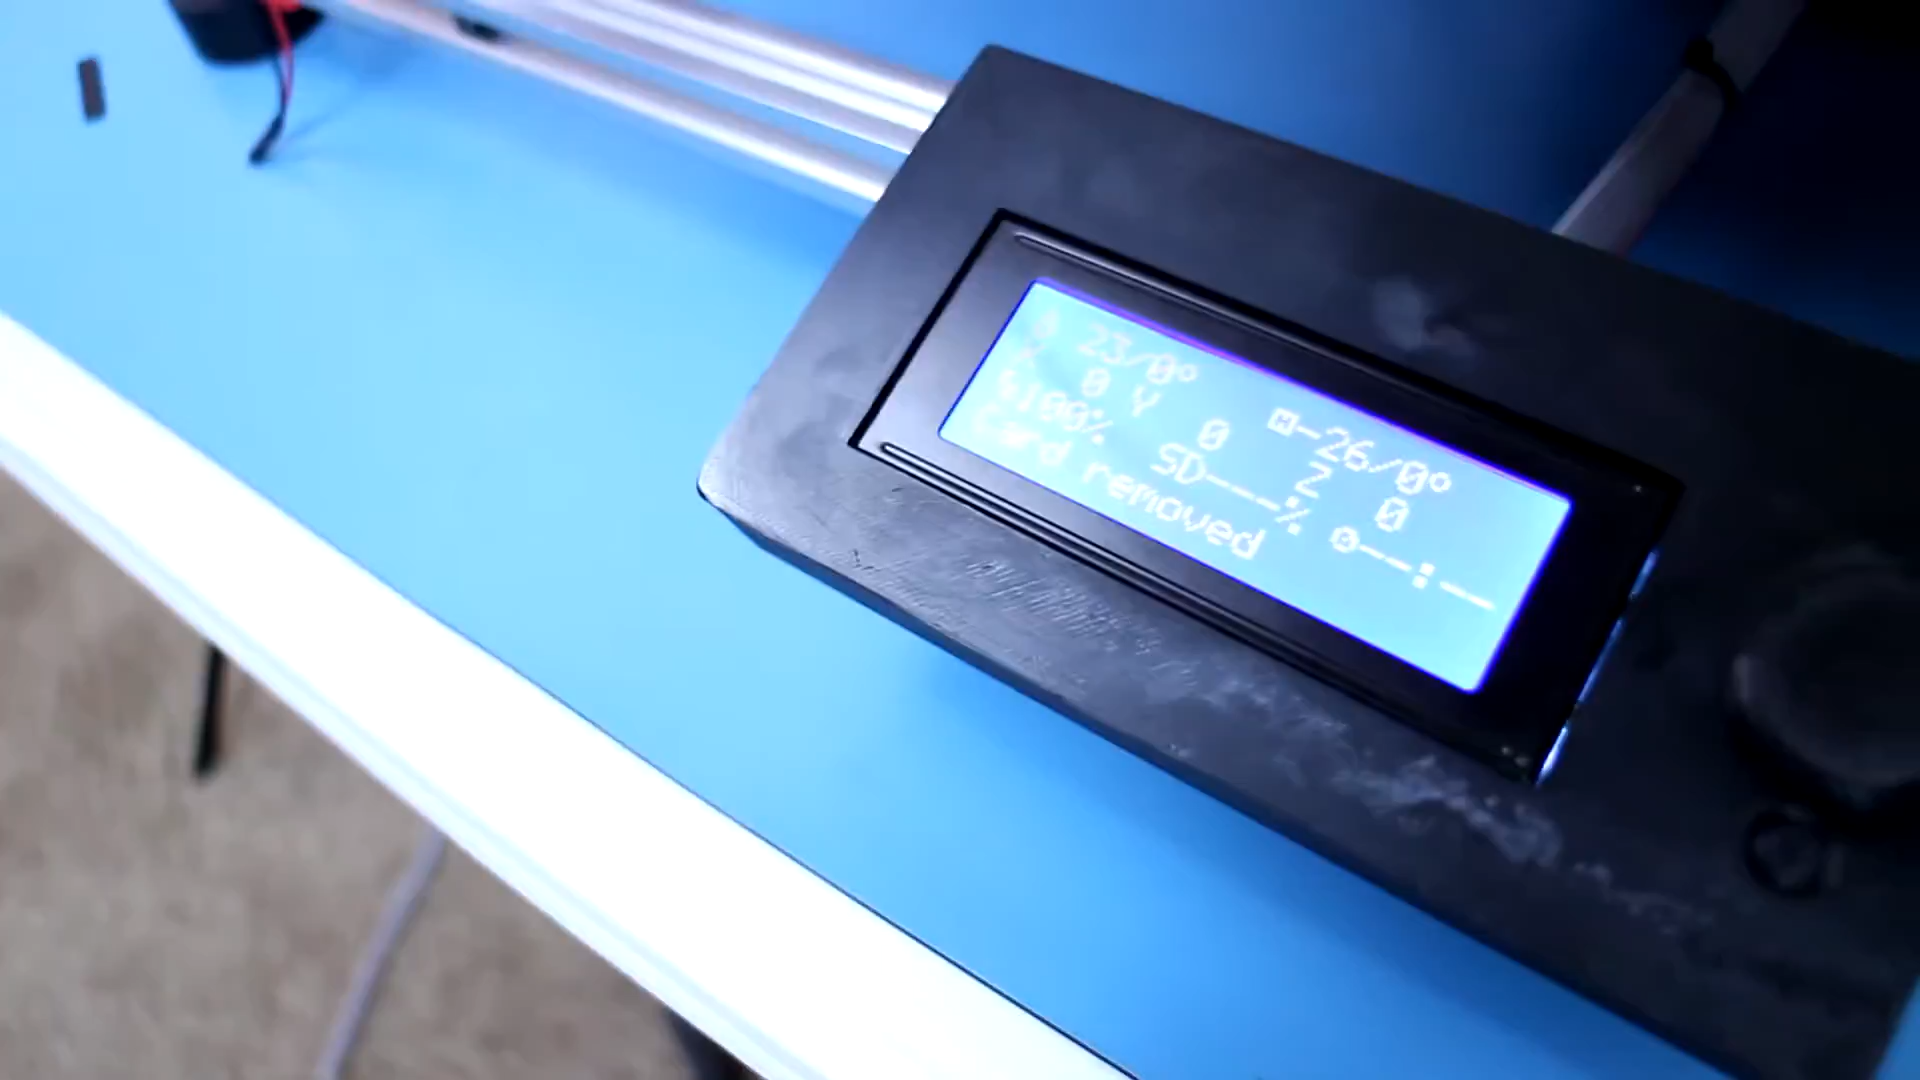 23/0° -26/0°
X 0 Y 0 Z 0
100% SD---% --:--
Card removed